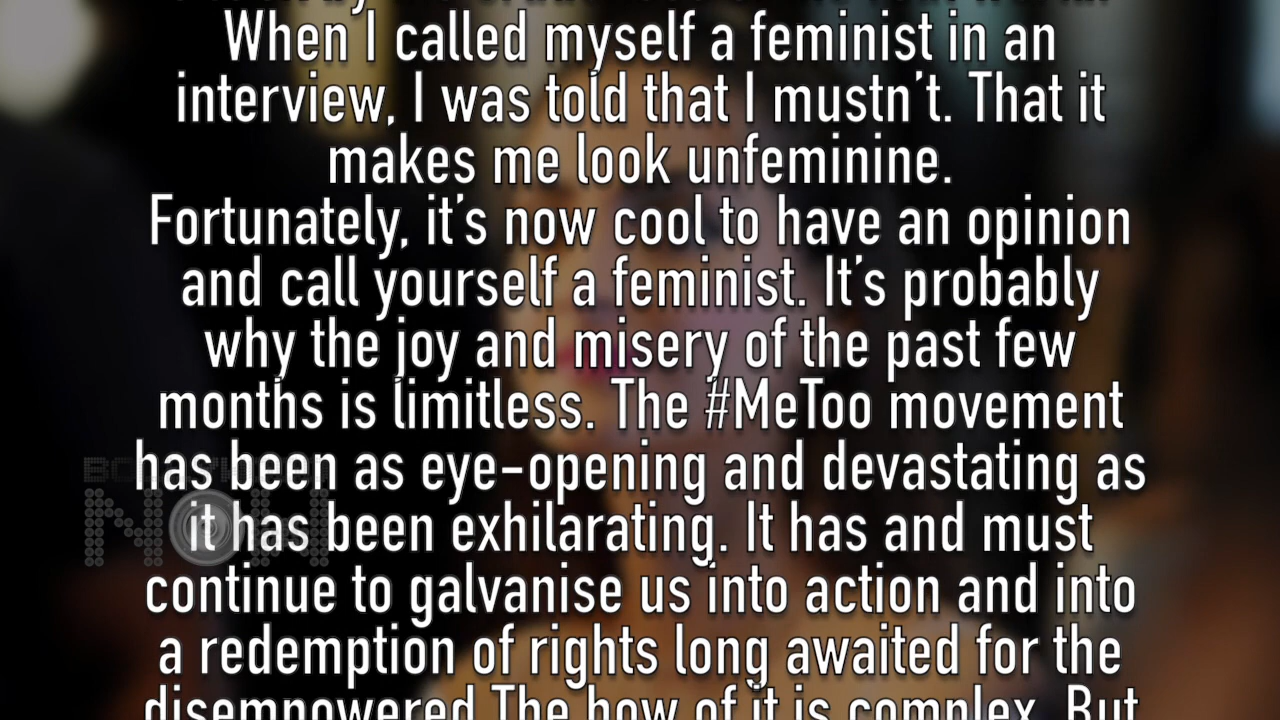 When I called myself a feminist in an
interview, I was told that I mustn't. That it
makes me look unfeminine.
Fortunately, it's now cool to have an opinion
and call yourself a feminist. It's probably
why the joy and misery of the past few
months is limitless. The #MeToo movement
has been as eye-opening and devastating as
it has been exhilarating. It has and must
continue to galvanise us into action and into
a redemption of rights long awaited for the
disempowered.The how of it is complex. But
NOW